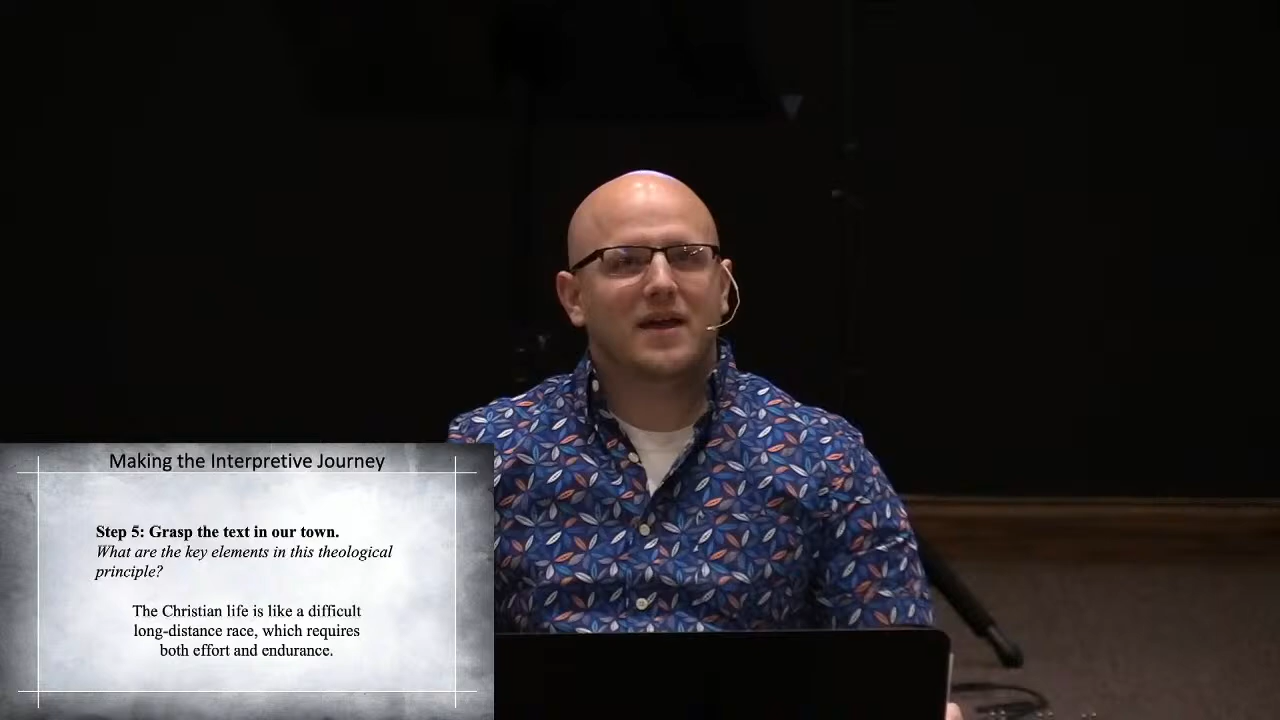 Making the Interpretive Journey
Step 5: Grasp the text in our town.
What are the key elements in this theological
principle?
The Christian life is like a difficult
long-distance race, which requires
both effort and endurance.